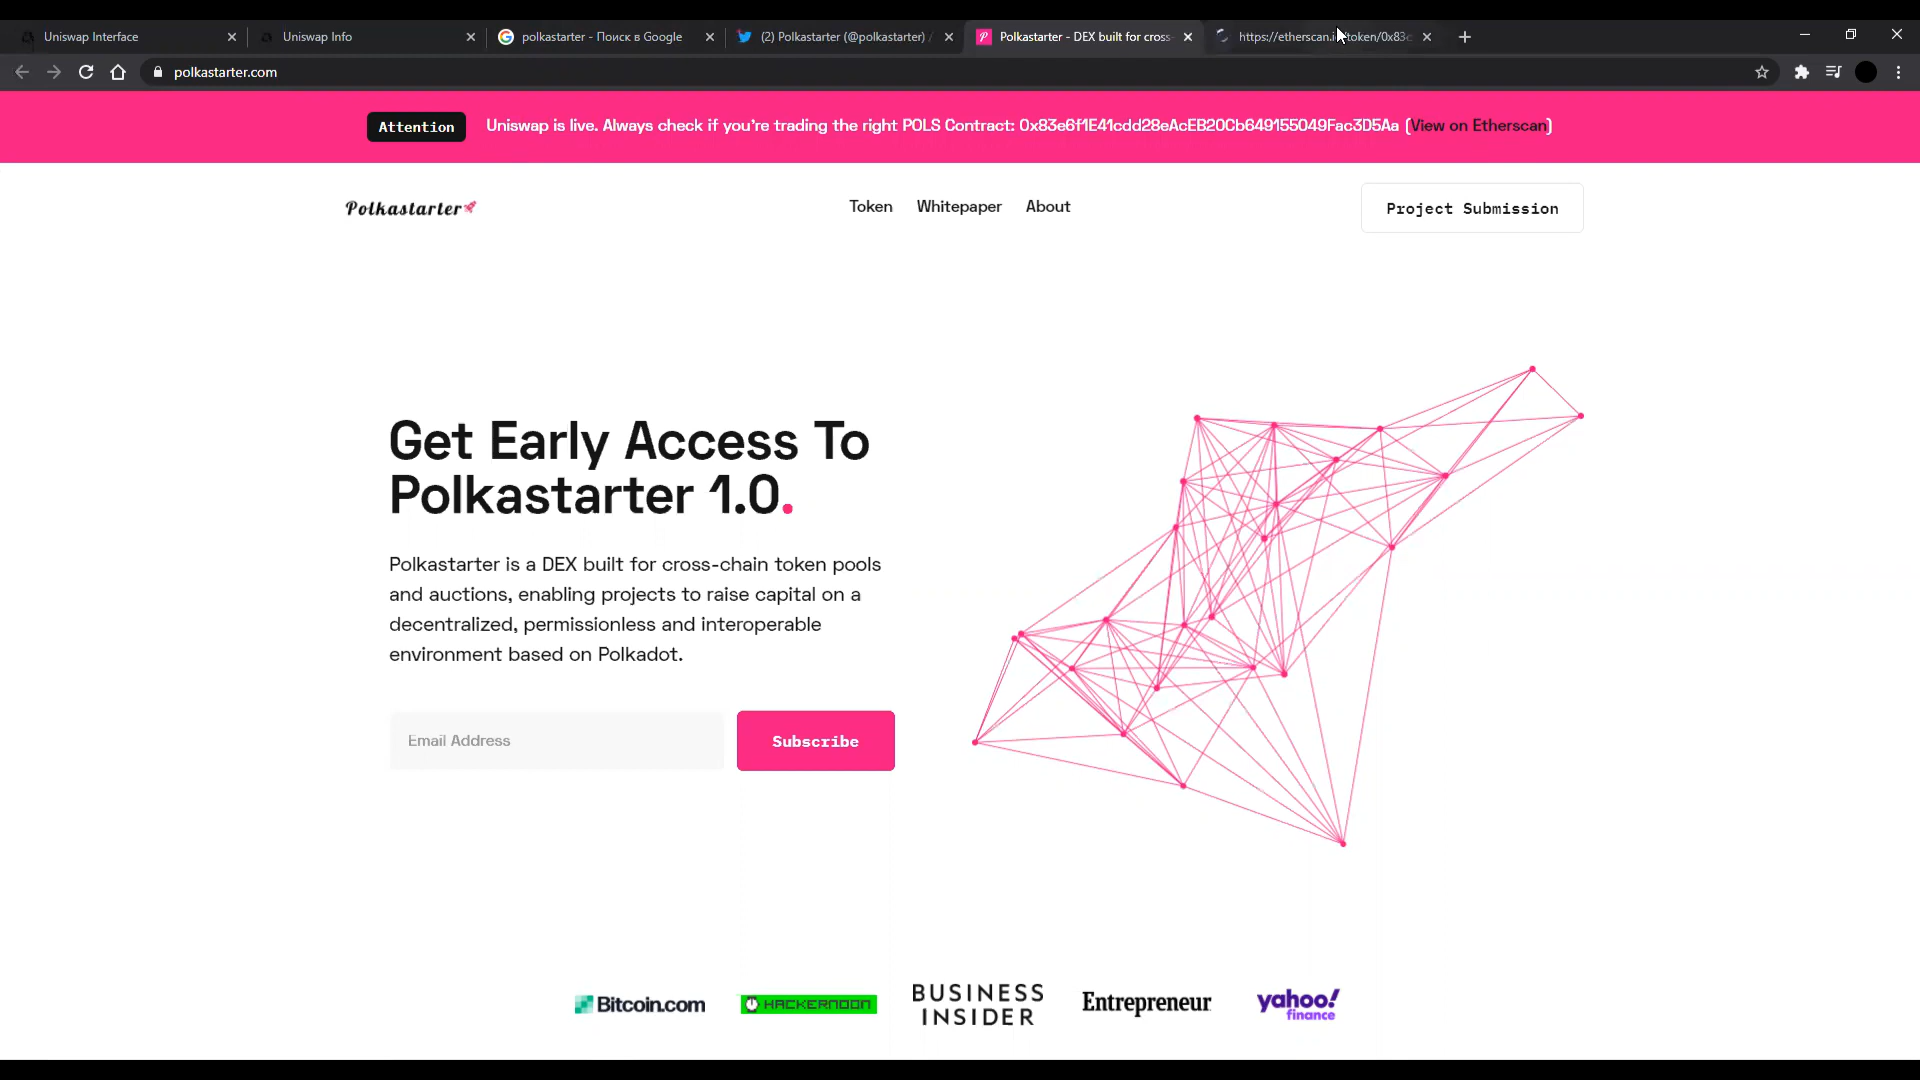 Uniswap Interface
Uniswap Info
polkastarter - Поиск в Google
(2) Polkastarter (@polkastarter) /
Polkastarter - DEX built for cross-
https://etherscan.io/token/0x83e
polkastarter.com
Attention
Uniswap is live. Always check if you're trading the right POLS Contract: 0x83e6f1E41cdd28eAcEB20Cb649155049Fac3D5Aa (View on Etherscan)
Polkastarter
Token
Whitepaper
About
Project Submission
Get Early Access To
Polkastarter 1.0.
Polkastarter is a DEX built for cross-chain token pools
and auctions, enabling projects to raise capital on a
decentralized, permissionless and interoperable
environment based on Polkadot.
Email Address
Subscribe
Bitcoin.com
HACKERNOON
BUSINESS
INSIDER
Entrepreneur
yahoo!
finance